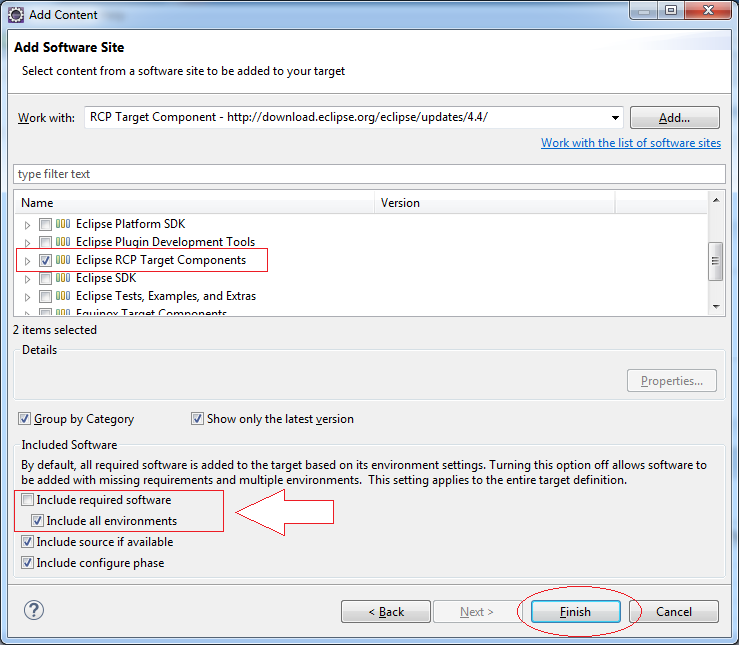 Add Content
Add Software Site
Select content from a software site to be added to your target
Work with: RCP Target Component - http://download.eclipse.org/eclipse/updates/4.4/ Add...
Work with the list of software sites
type filter text
Name Version
Eclipse Platform SDK
Eclipse Plugin Development Tools
Eclipse RCP Target Components
Eclipse SDK
Eclipse Tests, Examples, and Extras
Equinox Target Components
2 items selected
Details
Properties...
Group by Category Show only the latest version
Included Software
By default, all required software is added to the target based on its environment settings. Turning this option off allows software to
be added with missing requirements and multiple environments. This setting applies to the entire target definition.
Include required software
Include all environments
Include source if available
Include configure phase
? < Back Next > Finish Cancel